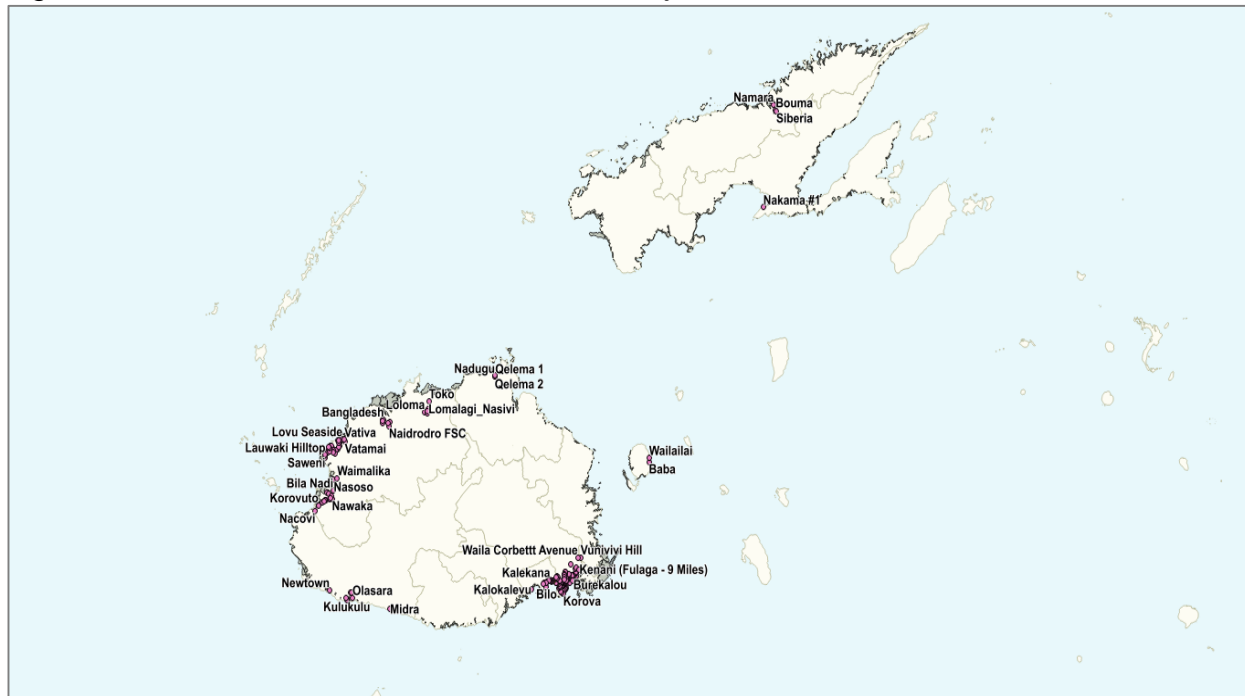 Namara
Bouma
Siberia
Nakama #1
Nadugu
Qelema 1
Qelema 2
Toko
Loloma
Lomalagi_Nasivi
Bangladesh
Naidrodro FSC
Lovu Seaside
Vativa
Lauwaki Hilltop
Vatamai
Saweni
Wailailai
Baba
Waimalika
Bila Nadi
Nasoso
Korovuto
Nawaka
Nacovi
Waila Corbettt Avenue
Vunivivi Hill
Kalekana
Kenani (Fulaga - 9 Miles)
Kalokalevu
Bilo
Burekalou
Korova
Newtown
Olasara
Kulukulu
Midra